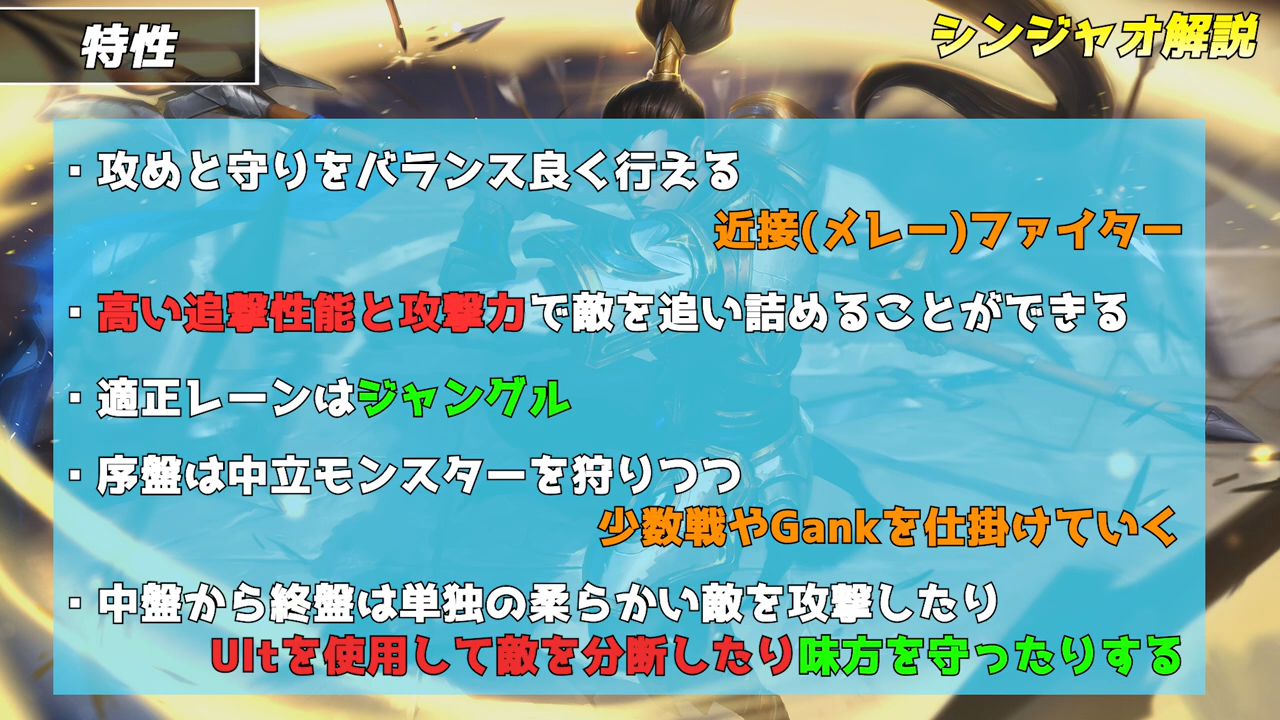 特性
シンジャオ解説
・攻めと守りをバランス良く行える
近接(メレー)ファイター
・高い追撃性能と攻撃力で敵を追い詰めることができる
・適正レーンはジャングル
・序盤は中立モンスターを狩りつつ
少数戦やGankを仕掛けていく
・中盤から終盤は単独の柔らかい敵を攻撃したり
Ultを使用して敵を分断したり味方を守ったりする